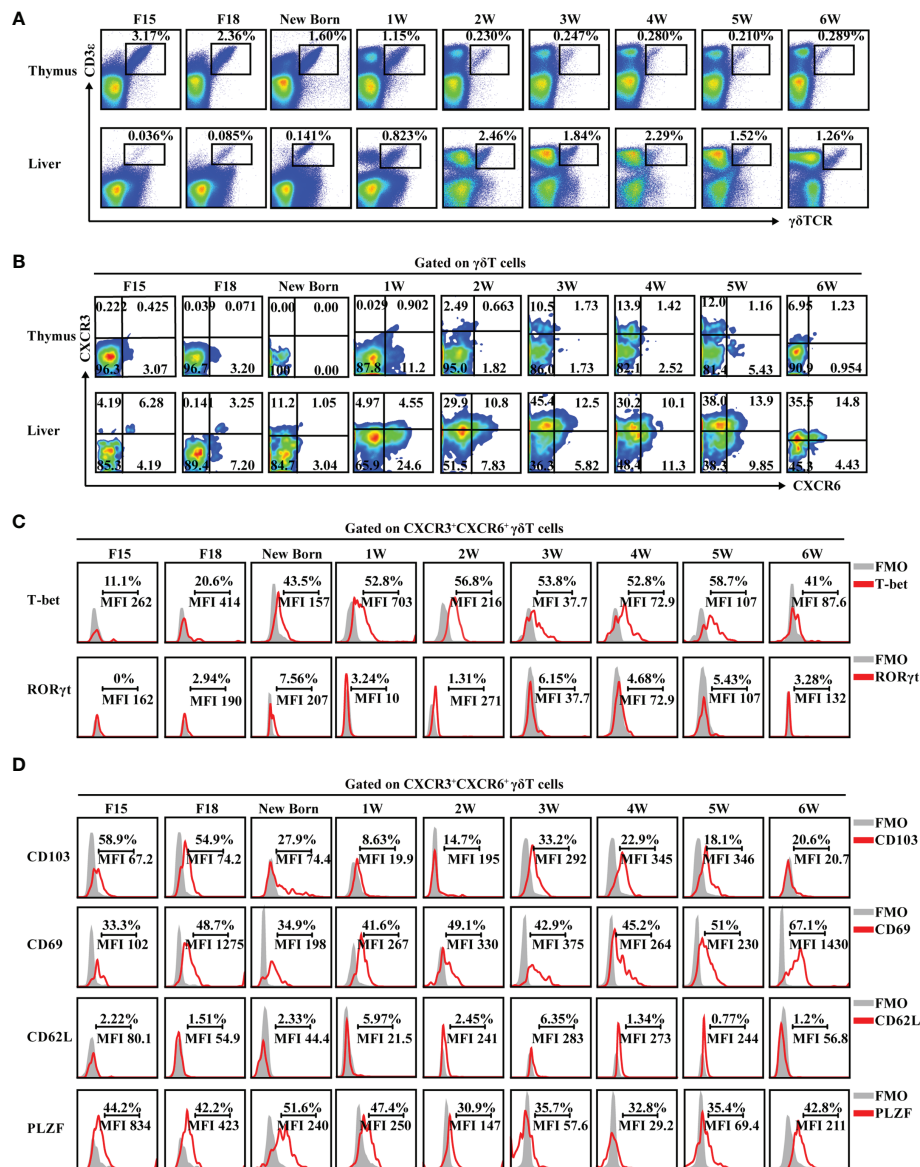 A
F15 F18 New Born 1W 2W 3W 4W 5W 6W
3.17% 2.36% 1.60% 1.15% 0.230% 0.247% 0.280% 0.210% 0.289%
CD3ε
Thymus
0.036% 0.085% 0.141% 0.823% 2.46% 1.84% 2.29% 1.52% 1.26%
Liver
γδTCR
B
Gated on γδT cells
F15 F18 New Born 1W 2W 3W 4W 5W 6W
0.222 0.425 0.039 0.071 0.00 0.00 0.029 0.902 2.49 0.663 10.5 1.73 13.9 1.42 12.0 1.16 6.95 1.23
CXCR3
Thymus
96.3 3.07 96.7 3.20 100 0.00 87.8 11.2 95.0 1.82 86.0 1.73 82.1 2.52 81.4 5.43 90.9 0.954
4.19 6.28 0.141 3.25 11.2 1.05 4.97 4.55 29.9 10.8 45.4 12.5 30.2 10.1 38.0 13.9 35.5 14.8
Liver
85.3 4.19 89.4 7.20 84.7 3.04 65.9 24.6 51.5 7.83 36.3 5.82 48.4 11.3 38.3 9.85 45.3 4.43
CXCR6
C
Gated on CXCR3⁺CXCR6⁺ γδT cells
F15 F18 New Born 1W 2W 3W 4W 5W 6W
FMO
11.1% 20.6% 43.5% 52.8% 56.8% 53.8% 52.8% 58.7% 41%
T-bet
T-bet
MFI 262 MFI 414 MFI 157 MFI 703 MFI 216 MFI 37.7 MFI 72.9 MFI 107 MFI 87.6
FMO
0% 2.94% 7.56% 3.24% 1.31% 6.15% 4.68% 5.43% 3.28%
RORγt
RORγt
MFI 162 MFI 190 MFI 207 MFI 10 MFI 271 MFI 37.7 MFI 72.9 MFI 107 MFI 132
D
Gated on CXCR3⁺CXCR6⁺ γδT cells
F15 F18 New Born 1W 2W 3W 4W 5W 6W
FMO
58.9% 54.9% 27.9% 8.63% 14.7% 33.2% 22.9% 18.1% 20.6%
CD103
CD103
MFI 67.2 MFI 74.2 MFI 74.4 MFI 19.9 MFI 195 MFI 292 MFI 345 MFI 346 MFI 20.7
FMO
33.3% 48.7% 34.9% 41.6% 49.1% 42.9% 45.2% 51% 67.1%
CD69
CD69
MFI 102 MFI 1275 MFI 198 MFI 267 MFI 330 MFI 375 MFI 264 MFI 230 MFI 1430
FMO
2.22% 1.51% 2.33% 5.97% 2.45% 6.35% 1.34% 0.77% 1.2%
CD62L
CD62L
MFI 80.1 MFI 54.9 MFI 44.4 MFI 21.5 MFI 241 MFI 283 MFI 273 MFI 244 MFI 56.8
FMO
44.2% 42.2% 51.6% 47.4% 30.9% 35.7% 32.8% 35.4% 42.8%
PLZF
PLZF
MFI 834 MFI 423 MFI 240 MFI 250 MFI 147 MFI 57.6 MFI 29.2 MFI 69.4 MFI 211